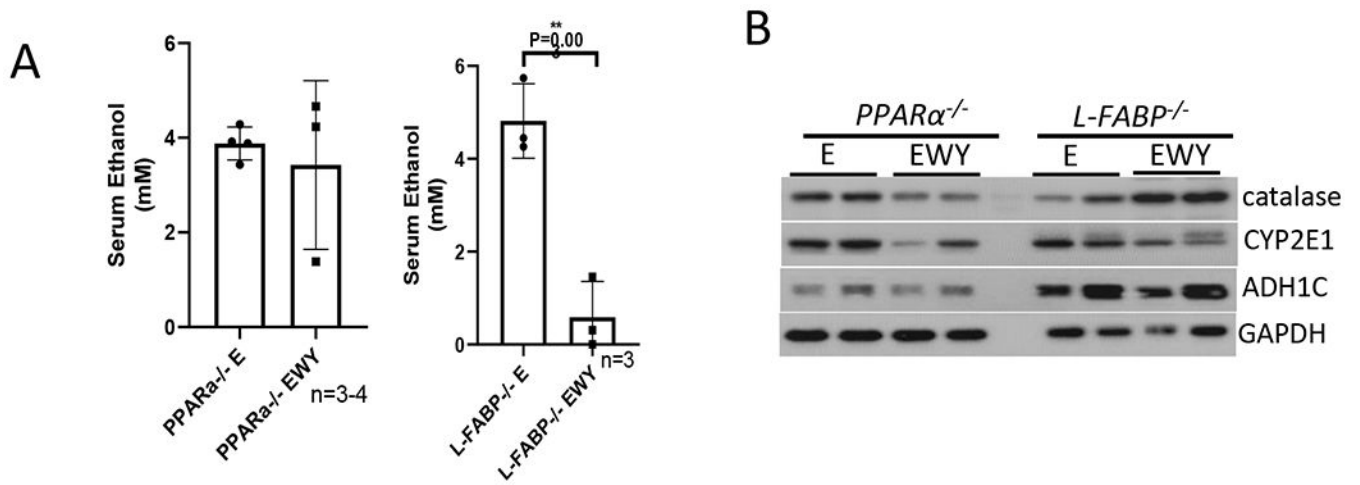 A
Serum Ethanol
(mM)
6
4
2
0
PPARa-/- E
PPARa-/- EWY
n=3-4
**
P=0.00
3
Serum Ethanol
(mM)
6
4
2
0
L-FABP-/- E
L-FABP-/- EWY
n=3
B
PPARα-/- L-FABP-/-
E EWY E EWY
catalase
CYP2E1
ADH1C
GAPDH